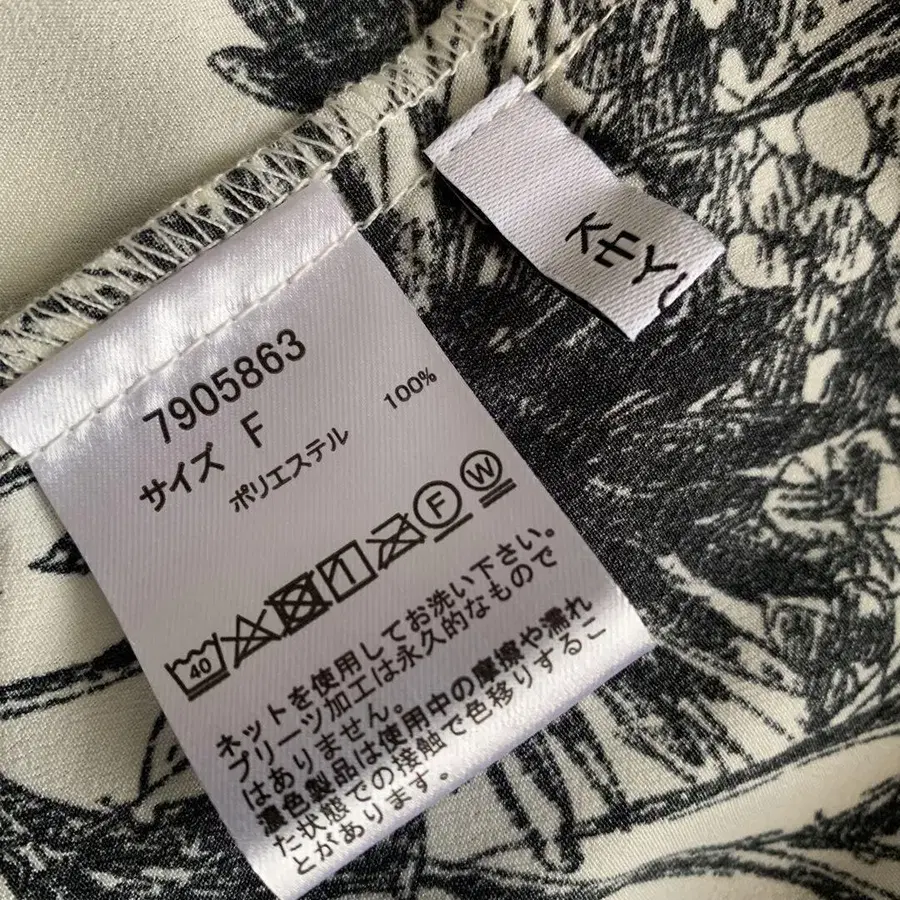 7905863
サイズ F
ポリエステル 100%
40 F W
ネットを使用してお洗い下さい。
プリーツ加工は永久的なもので
はありません。
濃色製品は使用中の摩擦や濡れ
た状態での接触で色移りするこ
とがあります。